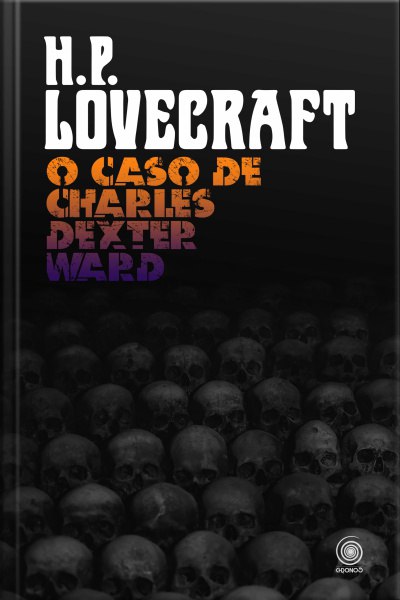 H.P.
LOVECRAFT
O CASO DE
CHARLES
DEXTER
WARD